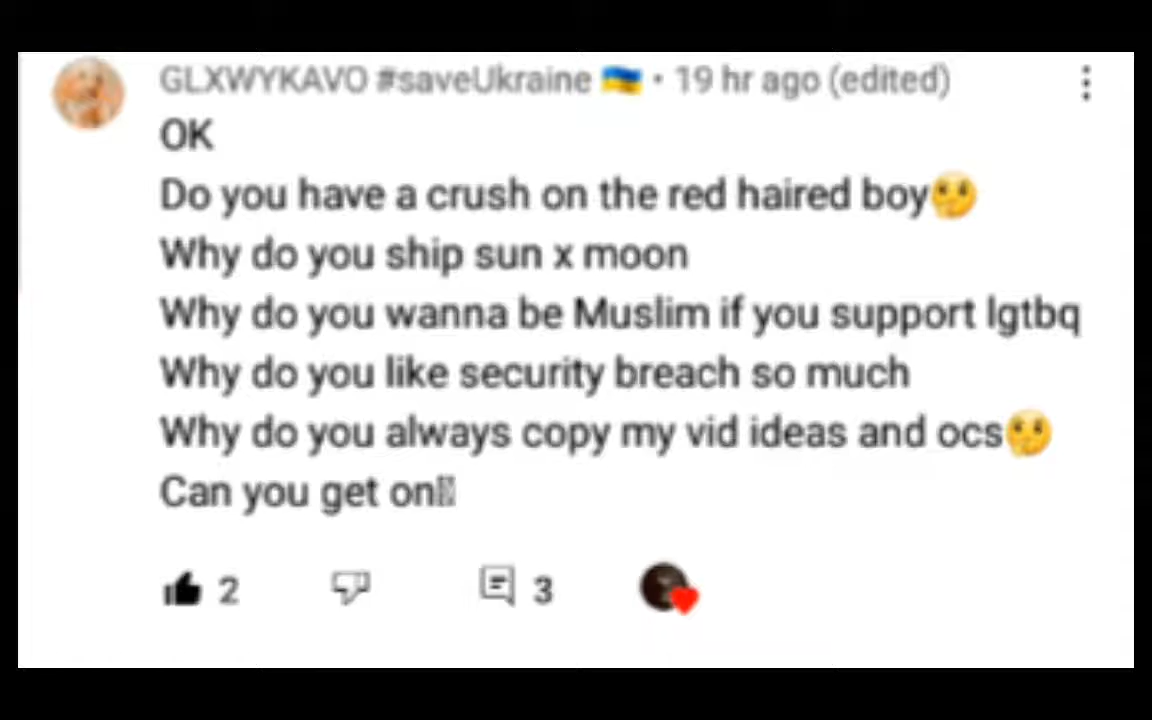 GLXWYKAVO #saveUkraine 🇺🇦 · 19 hr ago (edited)
OK
Do you have a crush on the red haired boy🤔
Why do you ship sun x moon
Why do you wanna be Muslim if you support lgtbq
Why do you like security breach so much
Why do you always copy my vid ideas and ocs🤔
Can you get on
2 3